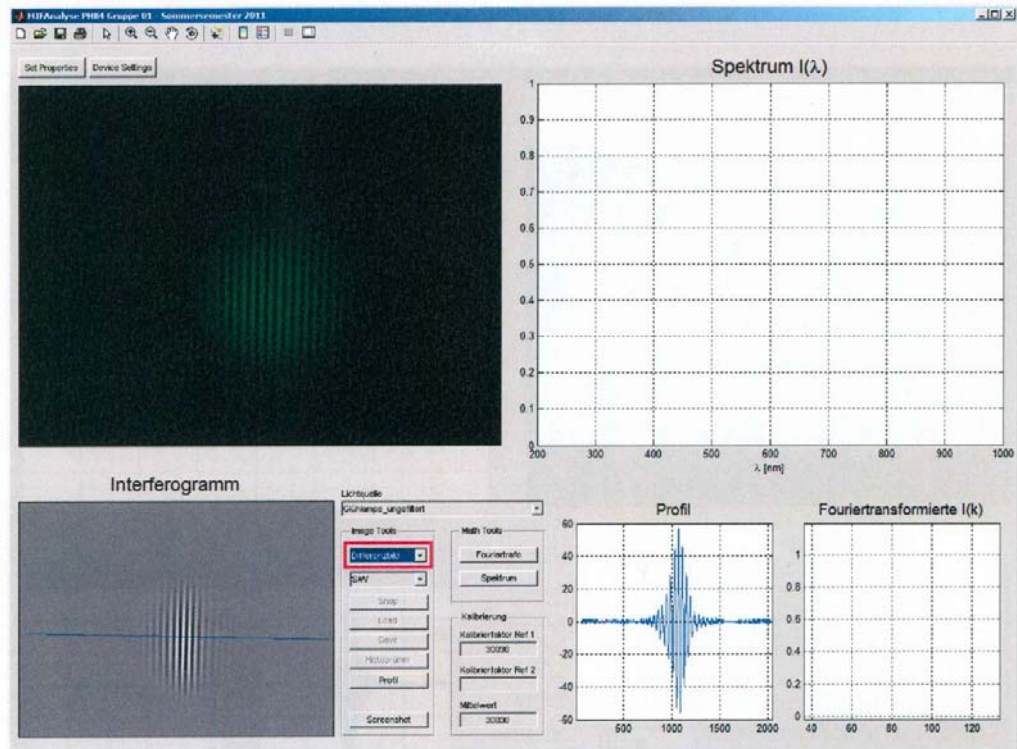 HIFAnalyse PHB4 Gruppe 01 - Sommersemester 2011
Set Properties
Device Settings
Spektrum I(λ)
1
0.9
0.8
0.7
0.6
0.5
0.4
0.3
0.2
0.1
0
200 300 400 500 600 700 800 900 1000
λ [nm]
Interferogramm
Lichtquelle
Glühlampe_ungefiltert
Image Tools
Differenzbild
S/W
Snap
Load
Save
Histogramm
Profil
Screenshot
Math Tools
Fouriertrafo
Spektrum
Kalibrierung
Kalibrierfaktor Ref 1
30090
Kalibrierfaktor Ref 2
Mittelwert
Profil
60
40
20
0
-20
-40
-60
500 1000 1500 2000
Fouriertransformierte I(k)
1
0.8
0.6
0.4
0.2
0
40 60 80 100 120